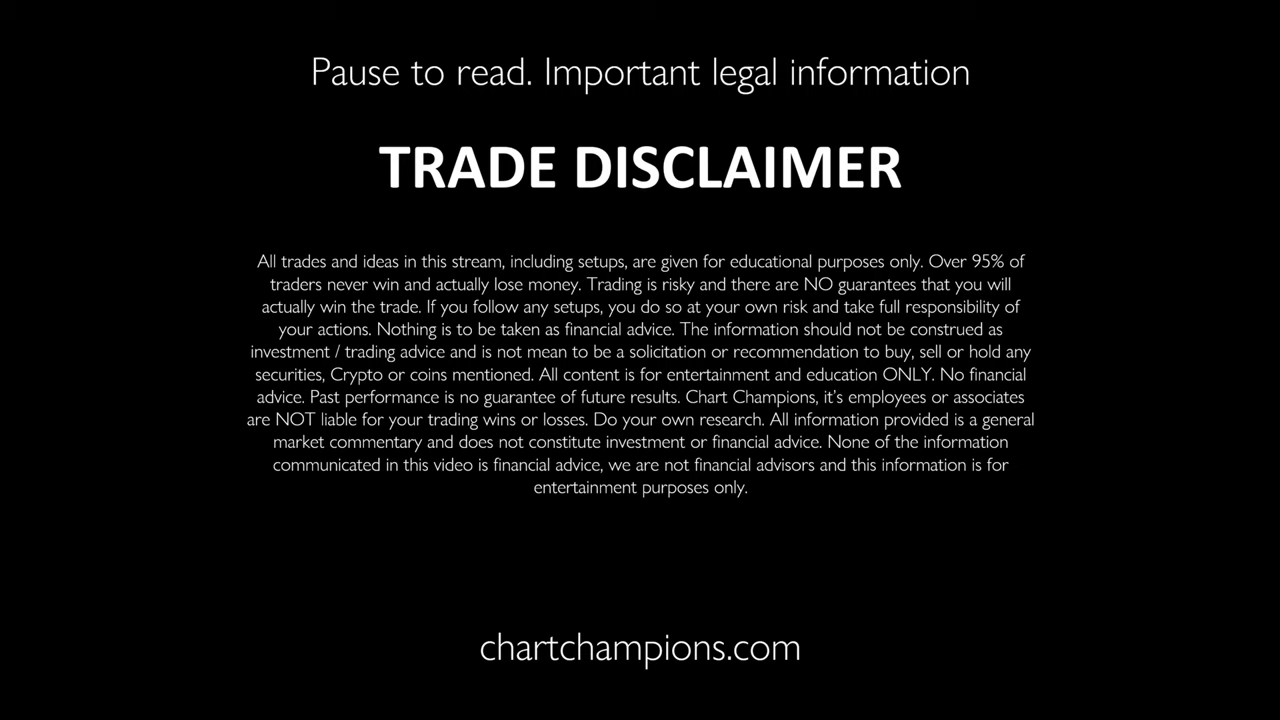 Pause to read. Important legal information
TRADE DISCLAIMER
All trades and ideas in this stream, including setups, are given for educational purposes only. Over 95% of
traders never win and actually lose money. Trading is risky and there are NO guarantees that you will
actually win the trade. If you follow any setups, you do so at your own risk and take full responsibility of
your actions. Nothing is to be taken as financial advice. The information should not be construed as
investment / trading advice and is not mean to be a solicitation or recommendation to buy, sell or hold any
securities, Crypto or coins mentioned. All content is for entertainment and education ONLY. No financial
advice. Past performance is no guarantee of future results. Chart Champions, it's employees or associates
are NOT liable for your trading wins or losses. Do your own research. All information provided is a general
market commentary and does not constitute investment or financial advice. None of the information
communicated in this video is financial advice, we are not financial advisors and this information is for
entertainment purposes only.
chartchampions.com